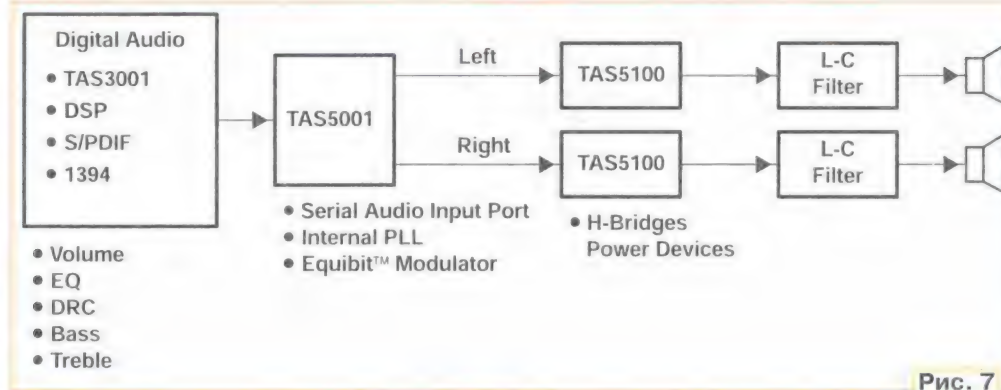 Digital Audio
• TAS3001
• DSP
• S/PDIF
• 1394
• Volume
• EQ
• DRC
• Bass
• Treble
TAS5001
• Serial Audio Input Port
• Internal PLL
• Equibit™ Modulator
Left
Right
TAS5100
TAS5100
• H-Bridges
Power Devices
L-C
Filter
L-C
Filter
Рис. 7